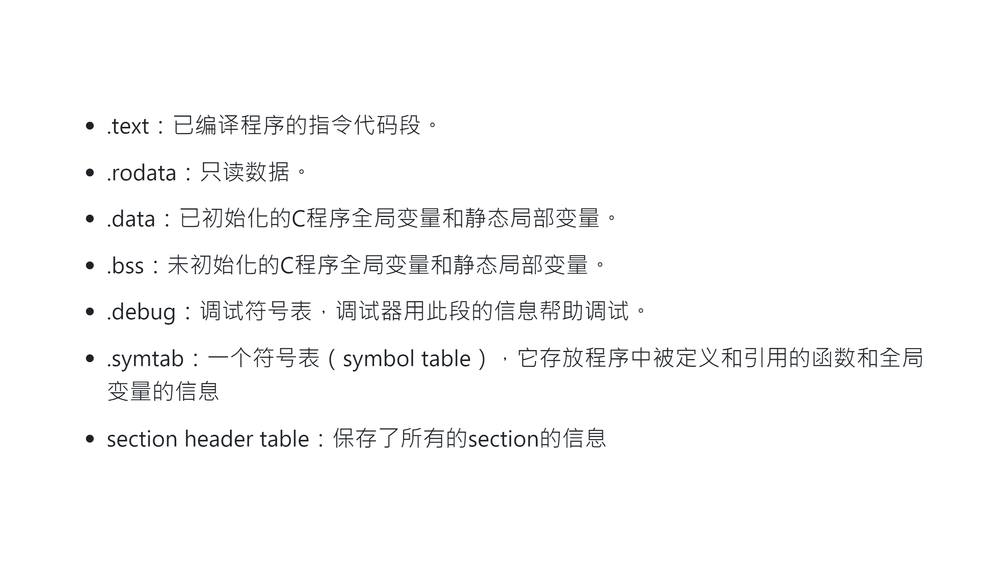 • .text：已编译程序的指令代码段。
• .rodata：只读数据。
• .data：已初始化的C程序全局变量和静态局部变量。
• .bss：未初始化的C程序全局变量和静态局部变量。
• .debug：调试符号表，调试器用此段的信息帮助调试。
• .symtab：一个符号表（symbol table），它存放程序中被定义和引用的函数和全局
变量的信息
• section header table：保存了所有的section的信息